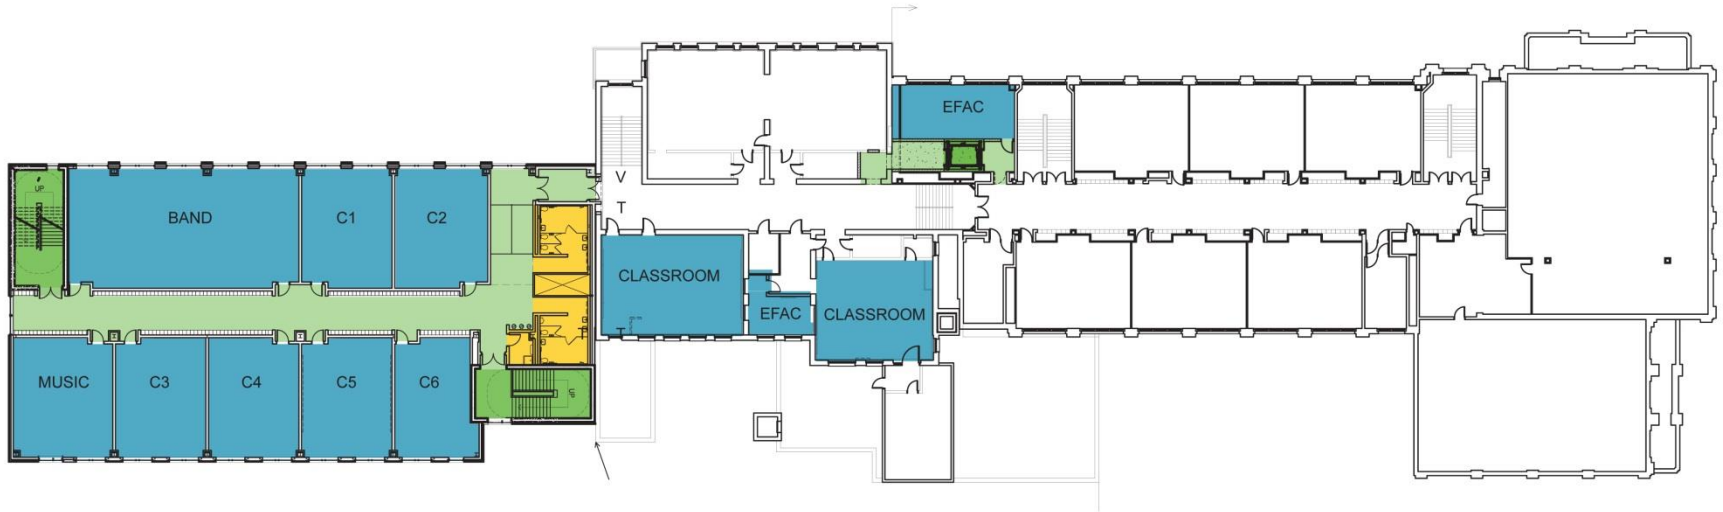 EFAC
UP
BAND
C1
C2
V
T
CLASSROOM
EFAC
CLASSROOM
T
T
MUSIC
C3
C4
C5
C6
UP